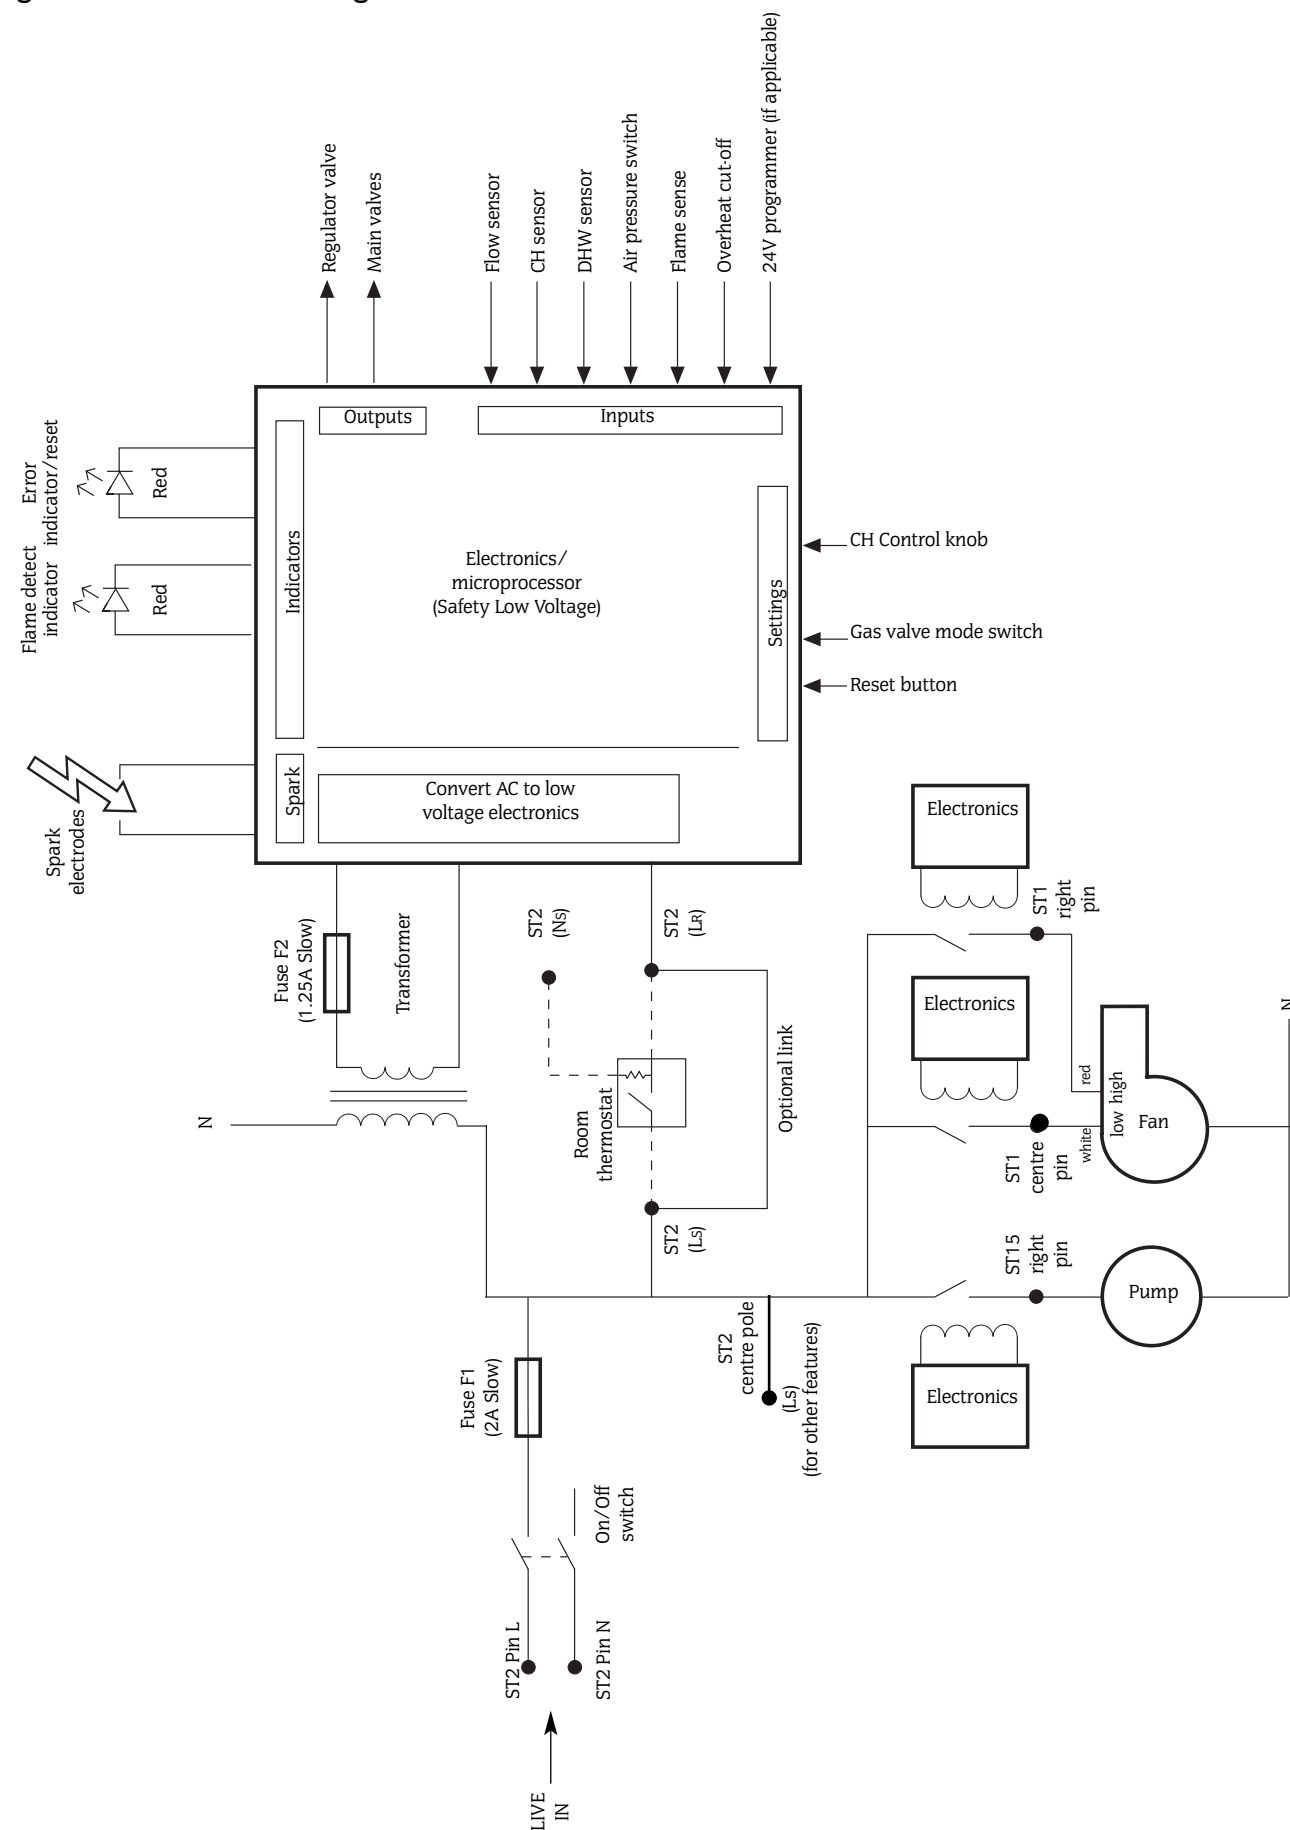 Regulator valve
Main valves
Flow sensor
CH sensor
DHW sensor
Air pressure switch
Flame sense
Overheat cut-off
24V programmer (if applicable)
Error
indicator/reset
Red
Flame detect
indicator
Red
Spark
electrodes
Outputs
Inputs
Indicators
Electronics/
microprocessor
(Safety Low Voltage)
Settings
CH Control knob
Gas valve mode switch
Reset button
Spark
Convert AC to low
voltage electronics
Fuse F2
(1.25A Slow)
Transformer
N
ST2
(Ns)
ST2
(LR)
Room
thermostat
Optional link
ST2
(Ls)
Electronics
ST1
right
pin
Electronics
red
low high
white
Fan
N
ST1
centre
pin
ST15
right
pin
Pump
Electronics
ST2
centre pole
(Ls)
(for other features)
Fuse F1
(2A Slow)
On/Off
switch
ST2 Pin L
ST2 Pin N
LIVE
IN